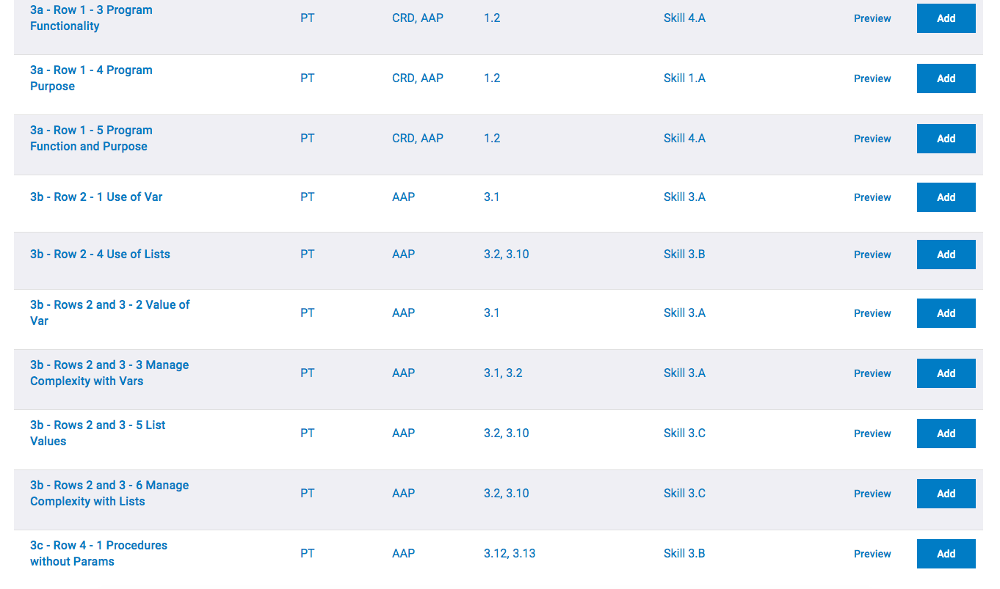 3a - Row 1 - 3 Program
Functionality
PT
CRD, AAP
1.2
Skill 4.A
Preview
Add
3a - Row 1 - 4 Program
Purpose
PT
CRD, AAP
1.2
Skill 1.A
Preview
Add
3a - Row 1 - 5 Program
Function and Purpose
PT
CRD, AAP
1.2
Skill 4.A
Preview
Add
3b - Row 2 - 1 Use of Var
PT
AAP
3.1
Skill 3.A
Preview
Add
3b - Row 2 - 4 Use of Lists
PT
AAP
3.2, 3.10
Skill 3.B
Preview
Add
3b - Rows 2 and 3 - 2 Value of
Var
PT
AAP
3.1
Skill 3.A
Preview
Add
3b - Rows 2 and 3 - 3 Manage
Complexity with Vars
PT
AAP
3.1, 3.2
Skill 3.A
Preview
Add
3b - Rows 2 and 3 - 5 List
Values
PT
AAP
3.2, 3.10
Skill 3.C
Preview
Add
3b - Rows 2 and 3 - 6 Manage
Complexity with Lists
PT
AAP
3.2, 3.10
Skill 3.C
Preview
Add
3c - Row 4 - 1 Procedures
without Params
PT
AAP
3.12, 3.13
Skill 3.B
Preview
Add